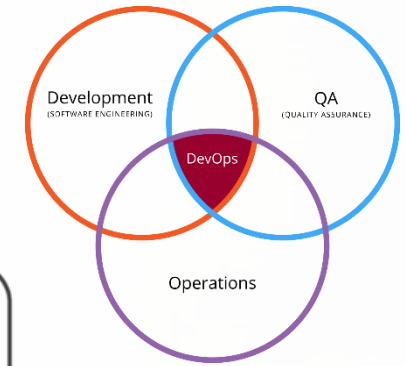 Development
(SOFTWARE ENGINEERING)
QA
(QUALITY ASSURANCE)
DevOps
Operations